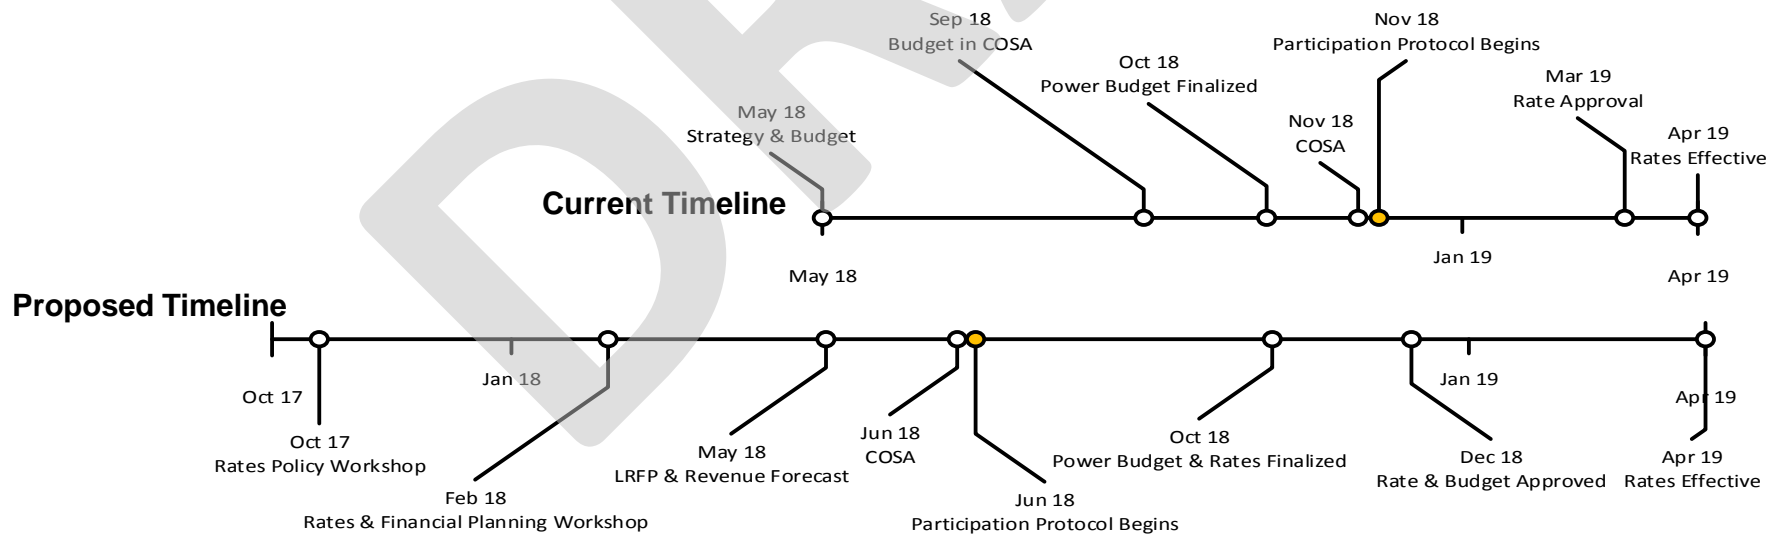 Sep 18
Budget in COSA
Nov 18
Participation Protocol Begins
Oct 18
Power Budget Finalized
Mar 19
Rate Approval
May 18
Strategy & Budget
Nov 18
COSA
Apr 19
Rates Effective
Current Timeline
Jan 19
May 18
Apr 19
Proposed Timeline
Jan 18
Jan 19
Oct 17
Apr 19
Oct 17
Rates Policy Workshop
Feb 18
Rates & Financial Planning Workshop
May 18
LRFP & Revenue Forecast
Jun 18
COSA
Jun 18
Participation Protocol Begins
Oct 18
Power Budget & Rates Finalized
Dec 18
Rate & Budget Approved
Apr 19
Rates Effective